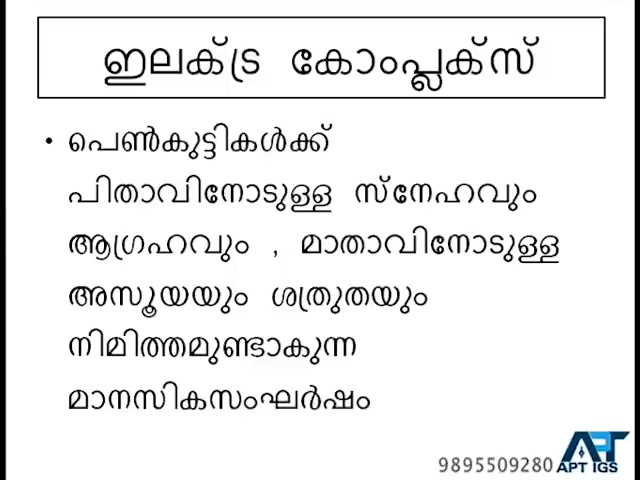 ഇലക്ട്ര കോംപ്ലക്സ്
• പെൺകുട്ടികൾക്ക്
പിതാവിനോടുള്ള സ്നേഹവും
ആഗ്രഹവും , മാതാവിനോടുള്ള
അസൂയയും ശത്രുതയും
നിമിത്തമുണ്ടാകുന്ന
മാനസികസംഘർഷം
9895509280 APT IGS